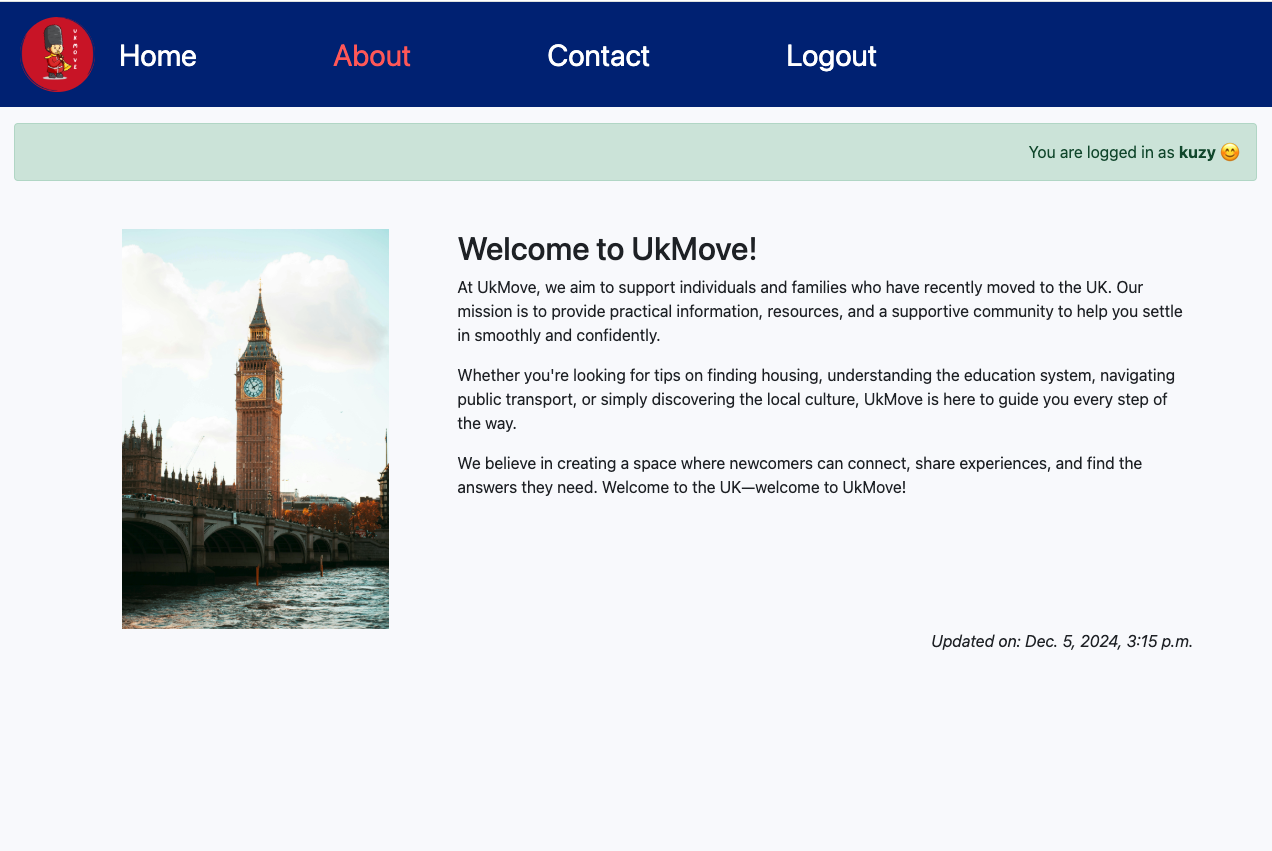 UKMOVE
Home About Contact Logout
You are logged in as kuzy 😊
Welcome to UkMove!
At UkMove, we aim to support individuals and families who have recently moved to the UK. Our
mission is to provide practical information, resources, and a supportive community to help you settle
in smoothly and confidently.
Whether you're looking for tips on finding housing, understanding the education system, navigating
public transport, or simply discovering the local culture, UkMove is here to guide you every step of
the way.
We believe in creating a space where newcomers can connect, share experiences, and find the
answers they need. Welcome to the UK—welcome to UkMove!
Updated on: Dec. 5, 2024, 3:15 p.m.